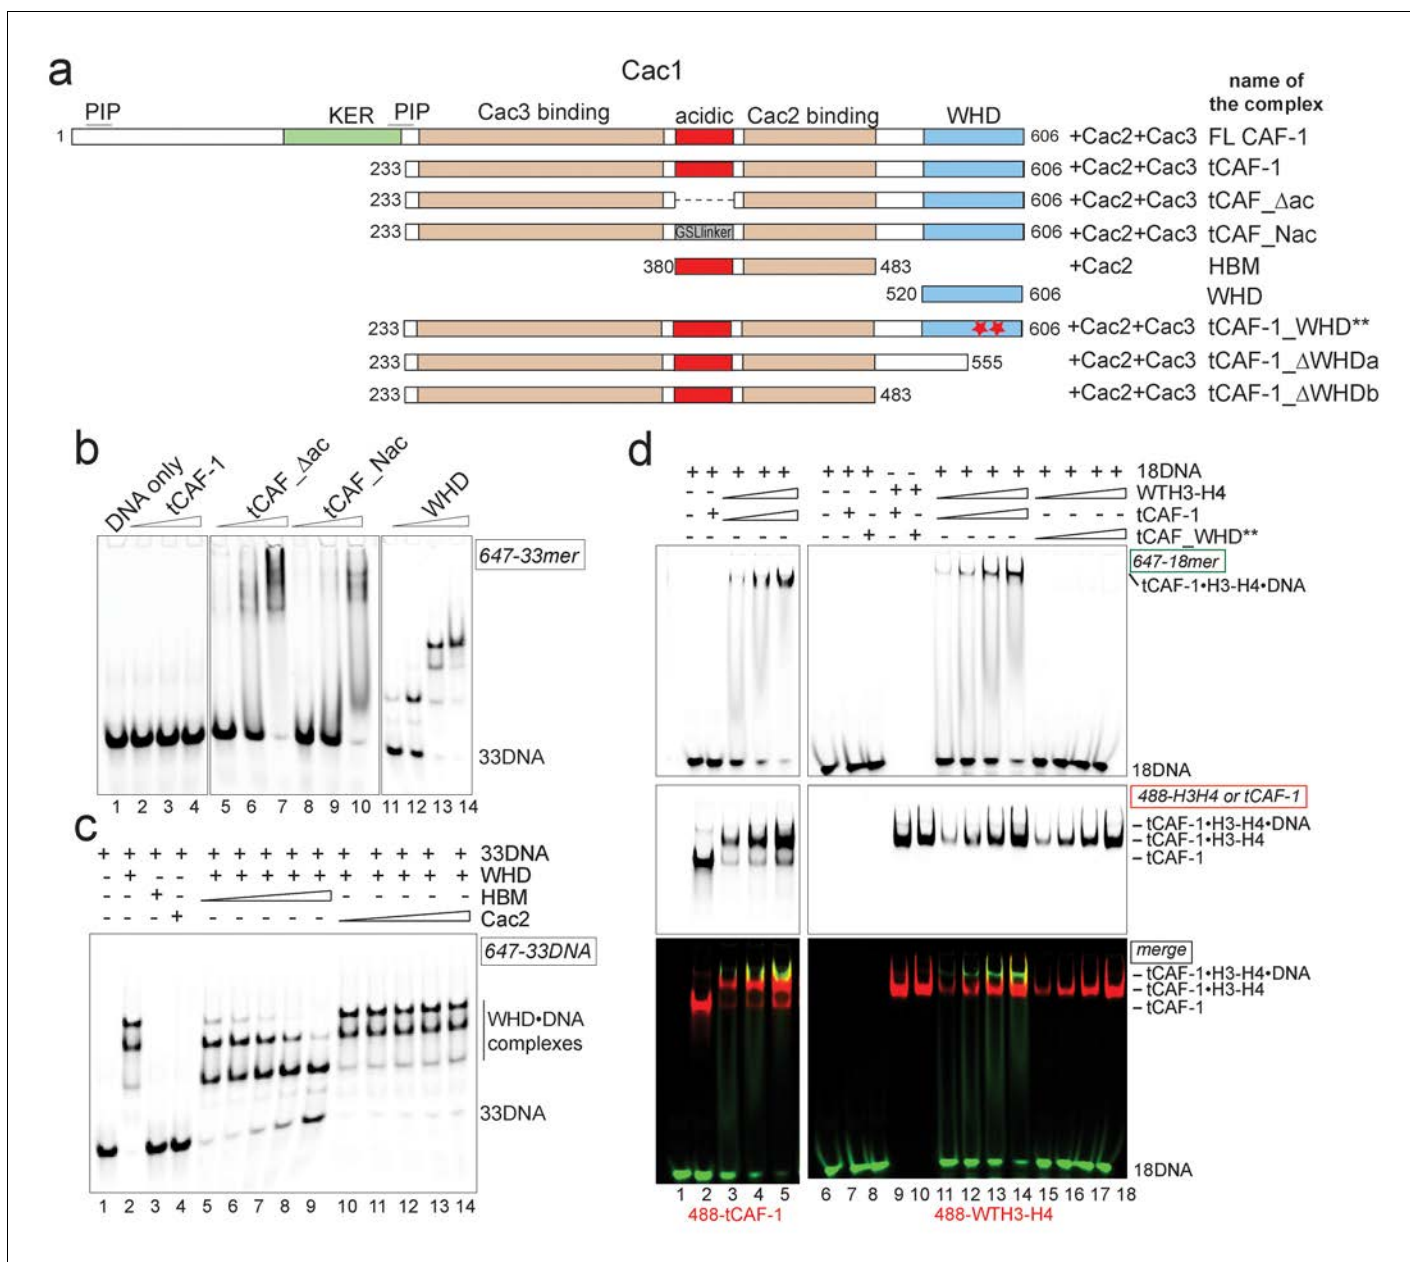 a
Cac1
name of
the complex
PIP KER PIP Cac3 binding acidic Cac2 binding WHD
1 606 +Cac2+Cac3 FL CAF-1
233 606 +Cac2+Cac3 tCAF-1
233 606 +Cac2+Cac3 tCAF_Δac
233 GSLlinker 606 +Cac2+Cac3 tCAF_Nac
380 483 +Cac2 HBM
520 606 WHD
233 606 +Cac2+Cac3 tCAF-1_WHD**
233 555 +Cac2+Cac3 tCAF-1_ΔWHDa
233 483 +Cac2+Cac3 tCAF-1_ΔWHDb
b
DNA only tCAF-1 tCAF_Δac tCAF_Nac WHD
647-33mer
33DNA
1 2 3 4 5 6 7 8 9 10 11 12 13 14
c
+ + + + + + + + + + + + + + 33DNA
- + - - + + + + + + + + + + WHD
- - + - - - - - - HBM
- - - + - - - - - Cac2
647-33DNA
WHD•DNA
complexes
33DNA
1 2 3 4 5 6 7 8 9 10 11 12 13 14
d
+ + + + + + + + - - + + + + + + + + 18DNA
- - - - - + + WTH3-H4
- + - + - + - - - - - tCAF-1
- - - - - - - + - + - - - - tCAF_WHD**
647-18mer
tCAF-1•H3-H4•DNA
18DNA
488-H3H4 or tCAF-1
tCAF-1•H3-H4•DNA
tCAF-1•H3-H4
tCAF-1
merge
tCAF-1•H3-H4•DNA
tCAF-1•H3-H4
tCAF-1
18DNA
1 2 3 4 5 6 7 8 9 10 11 12 13 14 15 16 17 18
488-tCAF-1 488-WTH3-H4